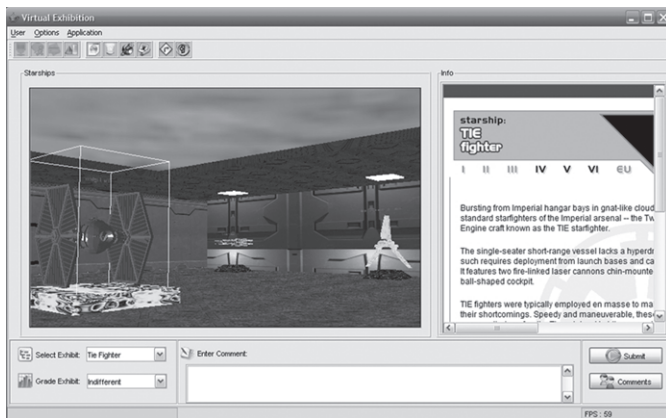 Virtual Exhibition
User Options Application
Starships
Info
starship:
TIE
fighter
I II III IV V VI EU
Bursting from Imperial hangar bays in gnat-like cloud
standard starfighters of the Imperial arsenal -- the Tw
Engine craft known as the TIE starfighter.
The single-seater short-range vessel lacks a hyperdr
such requires deployment from launch bases and ca
It features two fire-linked laser cannons chin-mounte
ball-shaped cockpit.
TIE fighters were typically employed en masse to ma
their shortcomings. Speedy and maneuverable, thes
Select Exhibit: Tie Fighter
Grade Exhibit: Indifferent
Enter Comment:
Submit
Comments
FPS : 59